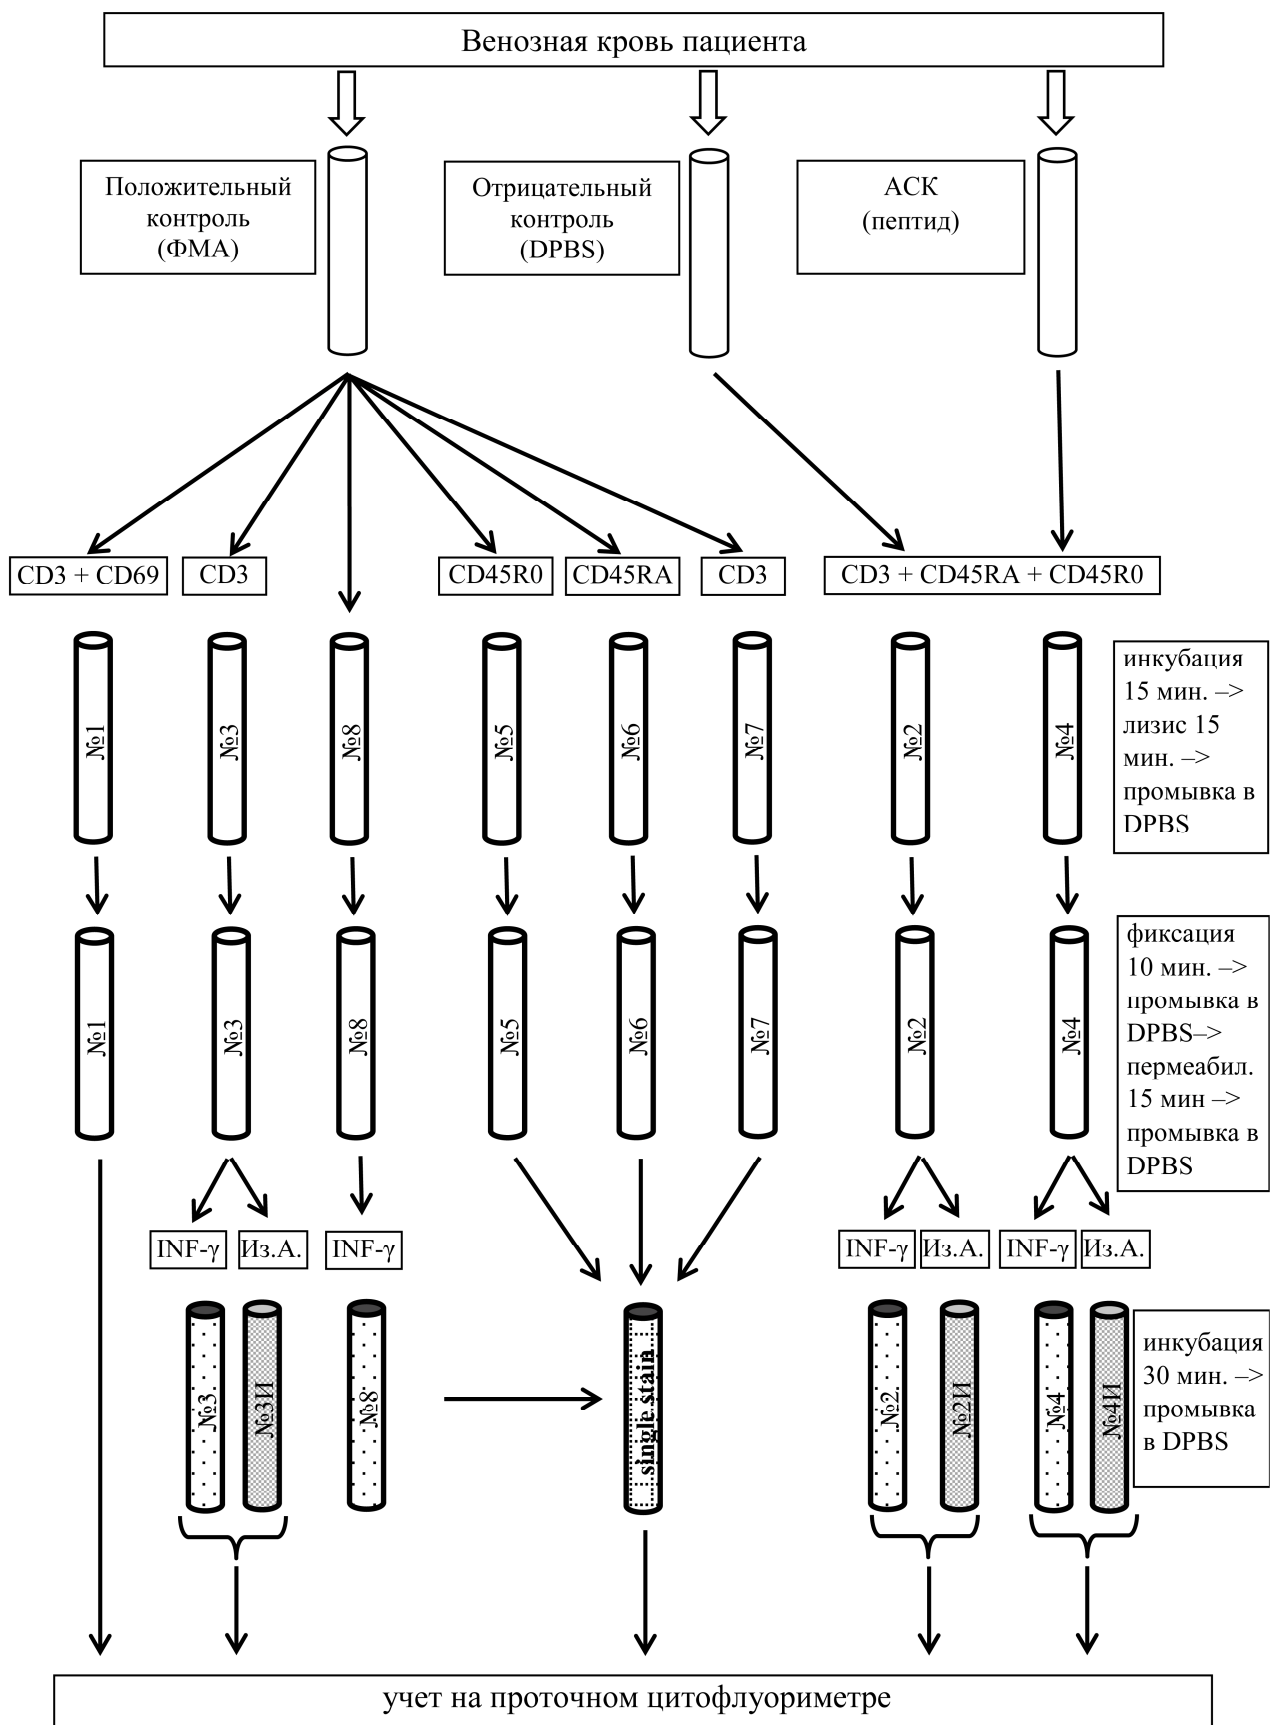 Венозная кровь пациента
Положительный
контроль
(ФМА)
Отрицательный
контроль
(DPBS)
АСК
(пептид)
CD3 + CD69
CD3
CD45R0
CD45RA
CD3
CD3 + CD45RA + CD45R0
№1
№3
№8
№5
№6
№7
№2
№4
инкубация
15 мин. –>
лизис 15
мин. –>
промывка в
DPBS
№1
№3
№8
№5
№6
№7
№2
№4
фиксация
10 мин. –>
промывка в
DPBS–>
пермеабил.
15 мин –>
промывка в
DPBS
INF-γ
Из.А.
INF-γ
INF-γ
Из.А.
INF-γ
Из.А.
№3
№3И
№8
single stain
№2
№2И
№4
№4И
инкубация
30 мин. –>
промывка
в DPBS
учет на проточном цитофлуориметре